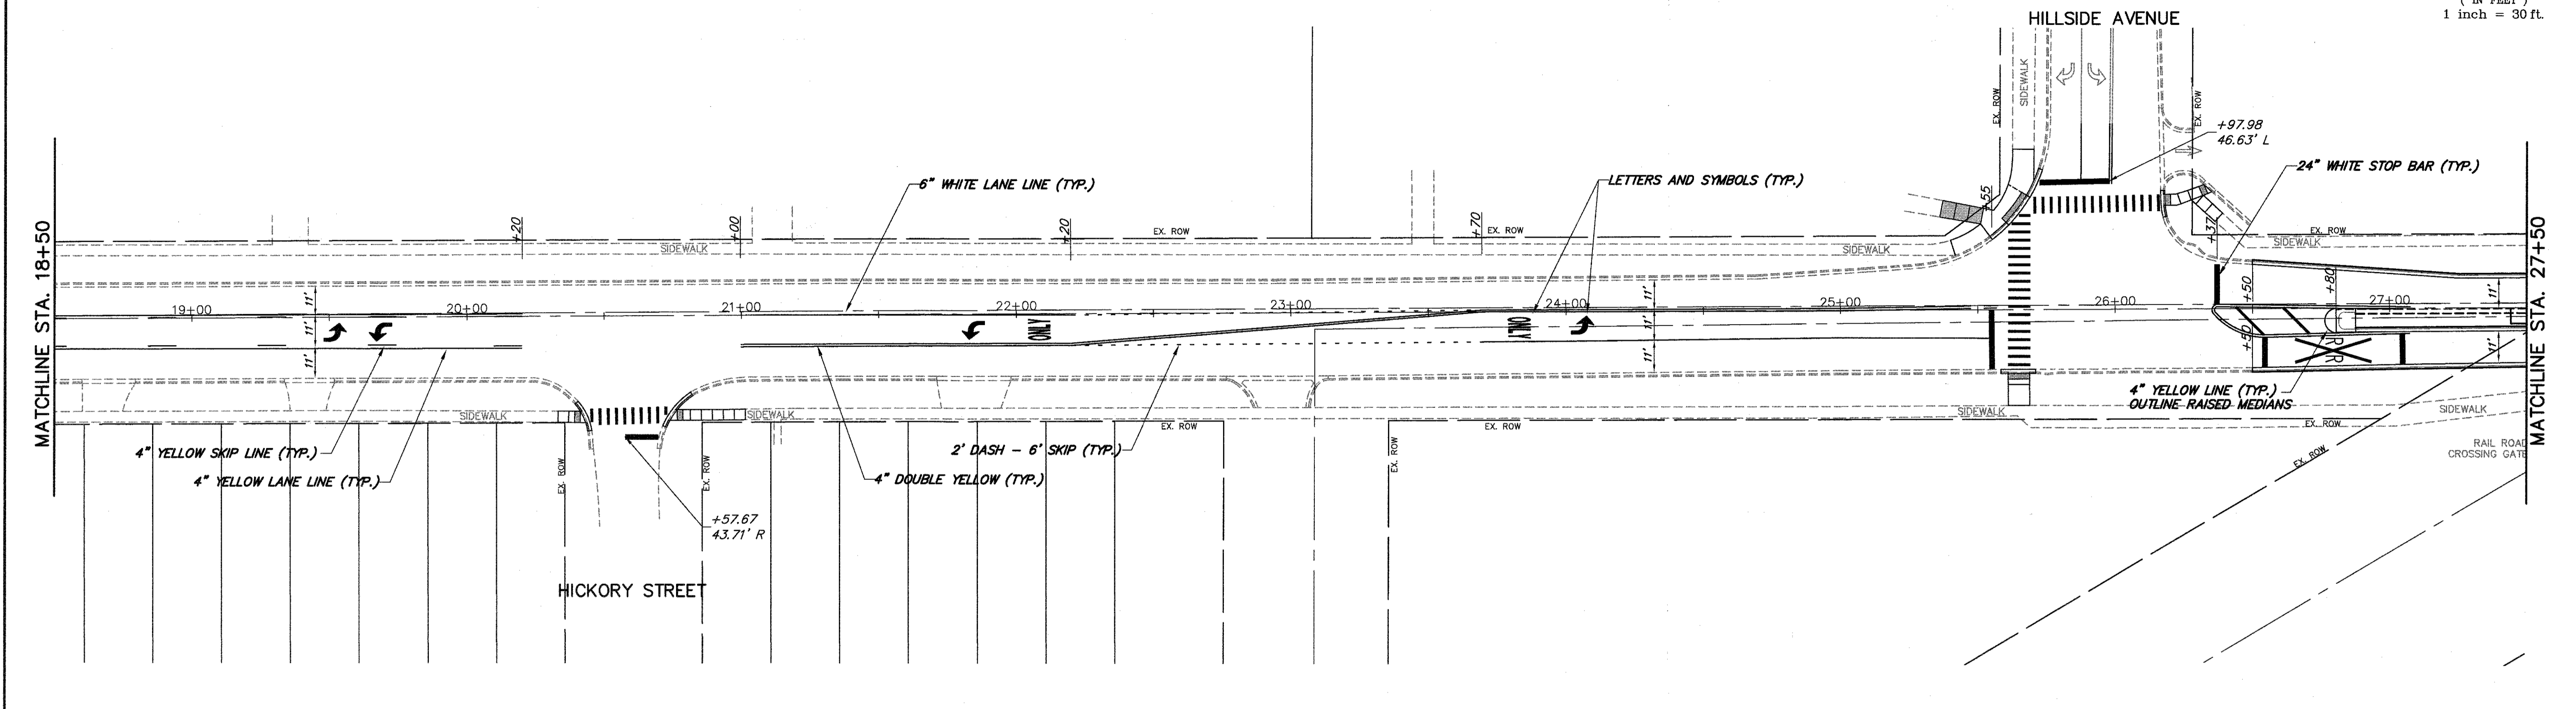 ( IN FEET )
1 inch = 30 ft.
HILLSIDE AVENUE
SIDEWALK
EX. ROW
EX. ROW
+97.98
46.63' L
24" WHITE STOP BAR (TYP.)
6" WHITE LANE LINE (TYP.)
LETTERS AND SYMBOLS (TYP.)
MATCHLINE STA. 18+50
+20
+00
+20
+70
+55
+37
EX. ROW
EX. ROW
EX. ROW
SIDEWALK
SIDEWALK
SIDEWALK
MATCHLINE STA. 27+50
19+00
20+00
21+00
22+00
23+00
24+00
25+00
26+00
27+00
11'
11'
11'
ONLY
ONLY
11'
11'
11'
+50
+50
+80
11'
11'
R R
4" YELLOW LINE (TYP.)
OUTLINE RAISED MEDIANS
SIDEWALK
SIDEWALK
SIDEWALK
SIDEWALK
EX. ROW
EX. ROW
EX. ROW
RAIL ROAD
CROSSING GATE
4" YELLOW SKIP LINE (TYP.)
4" YELLOW LANE LINE (TYP.)
2' DASH - 6' SKIP (TYP.)
4" DOUBLE YELLOW (TYP.)
EX. ROW
EX. ROW
EX. ROW
EX. ROW
+57.67
43.71' R
HICKORY STREET